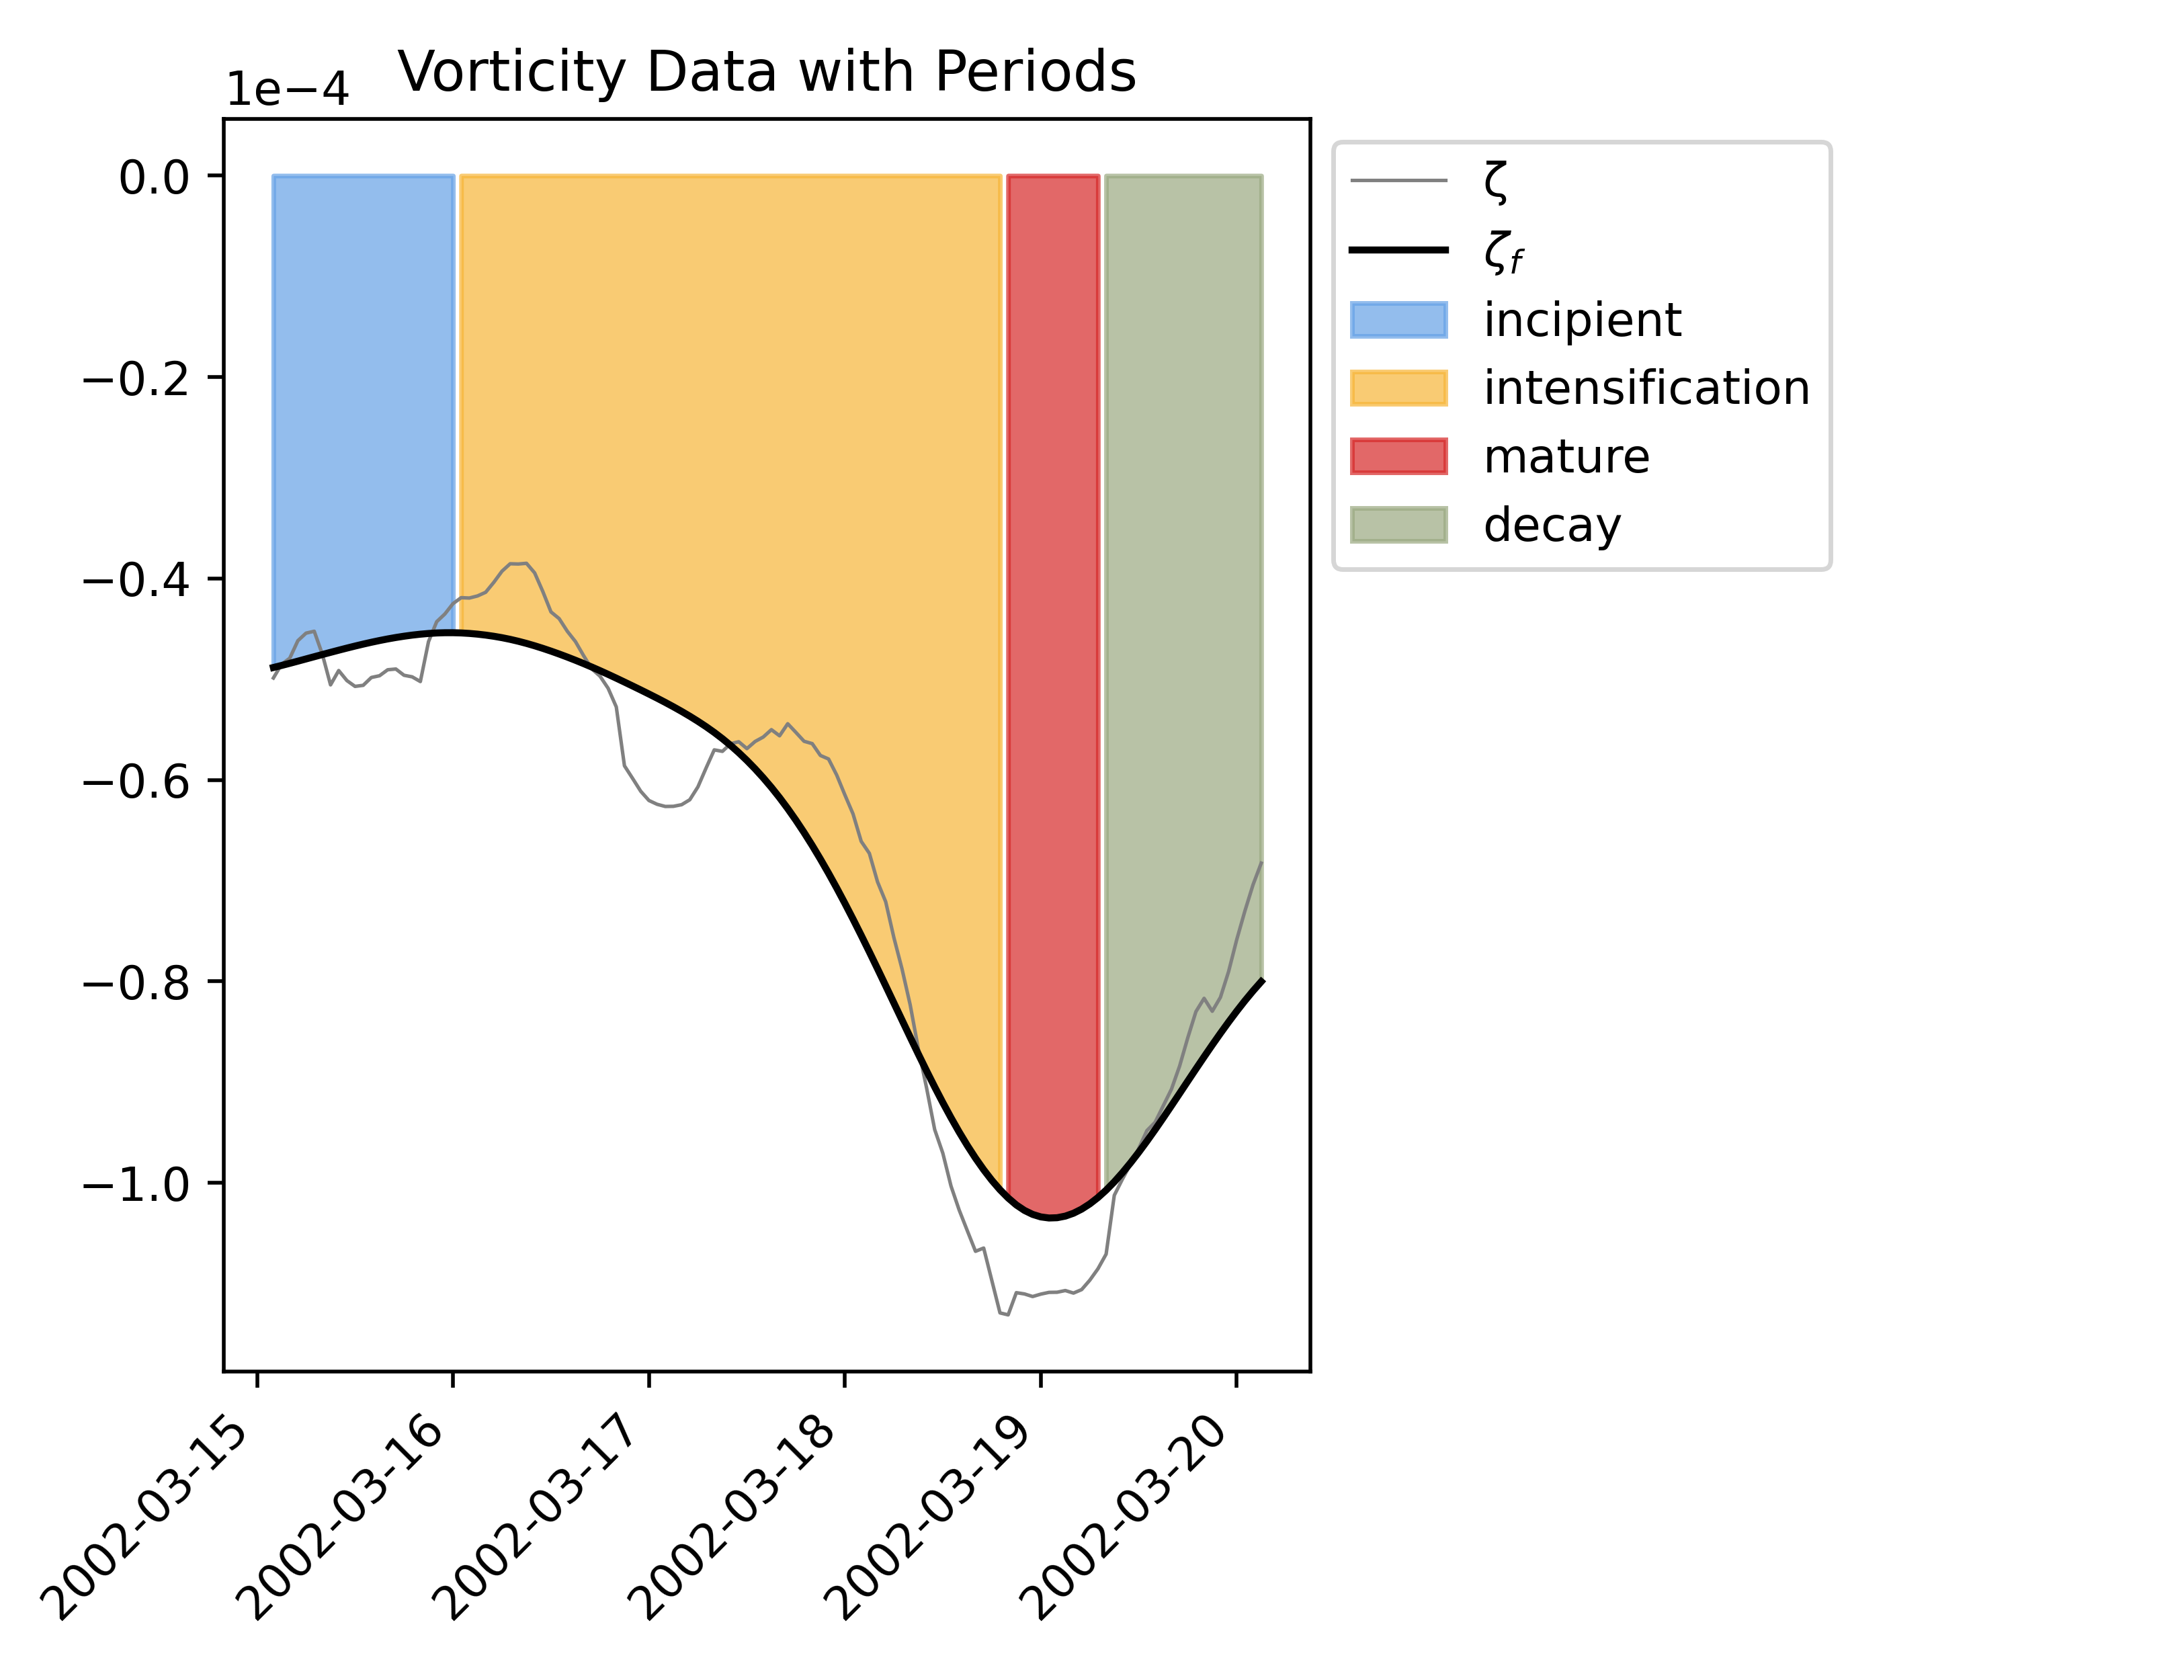 Vorticity Data with Periods
1e−4
0.0
−0.2
−0.4
−0.6
−0.8
−1.0
2002-03-15
2002-03-16
2002-03-17
2002-03-18
2002-03-19
2002-03-20
ζ
ζf
incipient
intensification
mature
decay